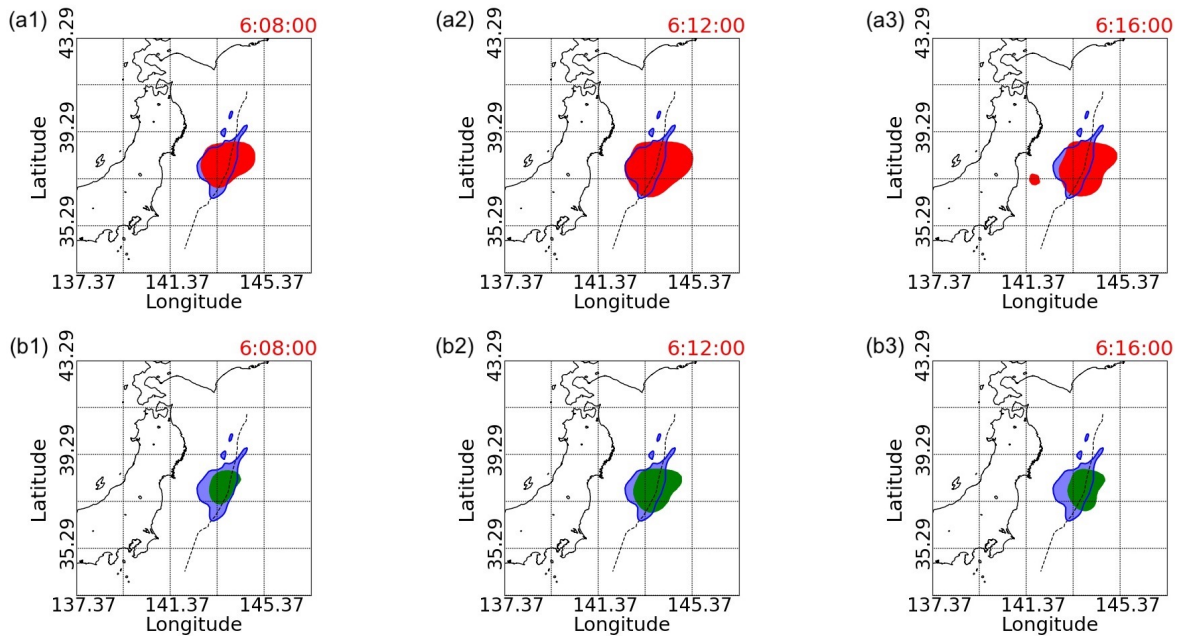 (a1) 6:08:00
43.29
39.29
35.29
Latitude
137.37 141.37 145.37
Longitude
(a2) 6:12:00
43.29
39.29
35.29
Latitude
137.37 141.37 145.37
Longitude
(a3) 6:16:00
43.29
39.29
35.29
Latitude
137.37 141.37 145.37
Longitude
(b1) 6:08:00
43.29
39.29
35.29
Latitude
137.37 141.37 145.37
Longitude
(b2) 6:12:00
43.29
39.29
35.29
Latitude
137.37 141.37 145.37
Longitude
(b3) 6:16:00
43.29
39.29
35.29
Latitude
137.37 141.37 145.37
Longitude